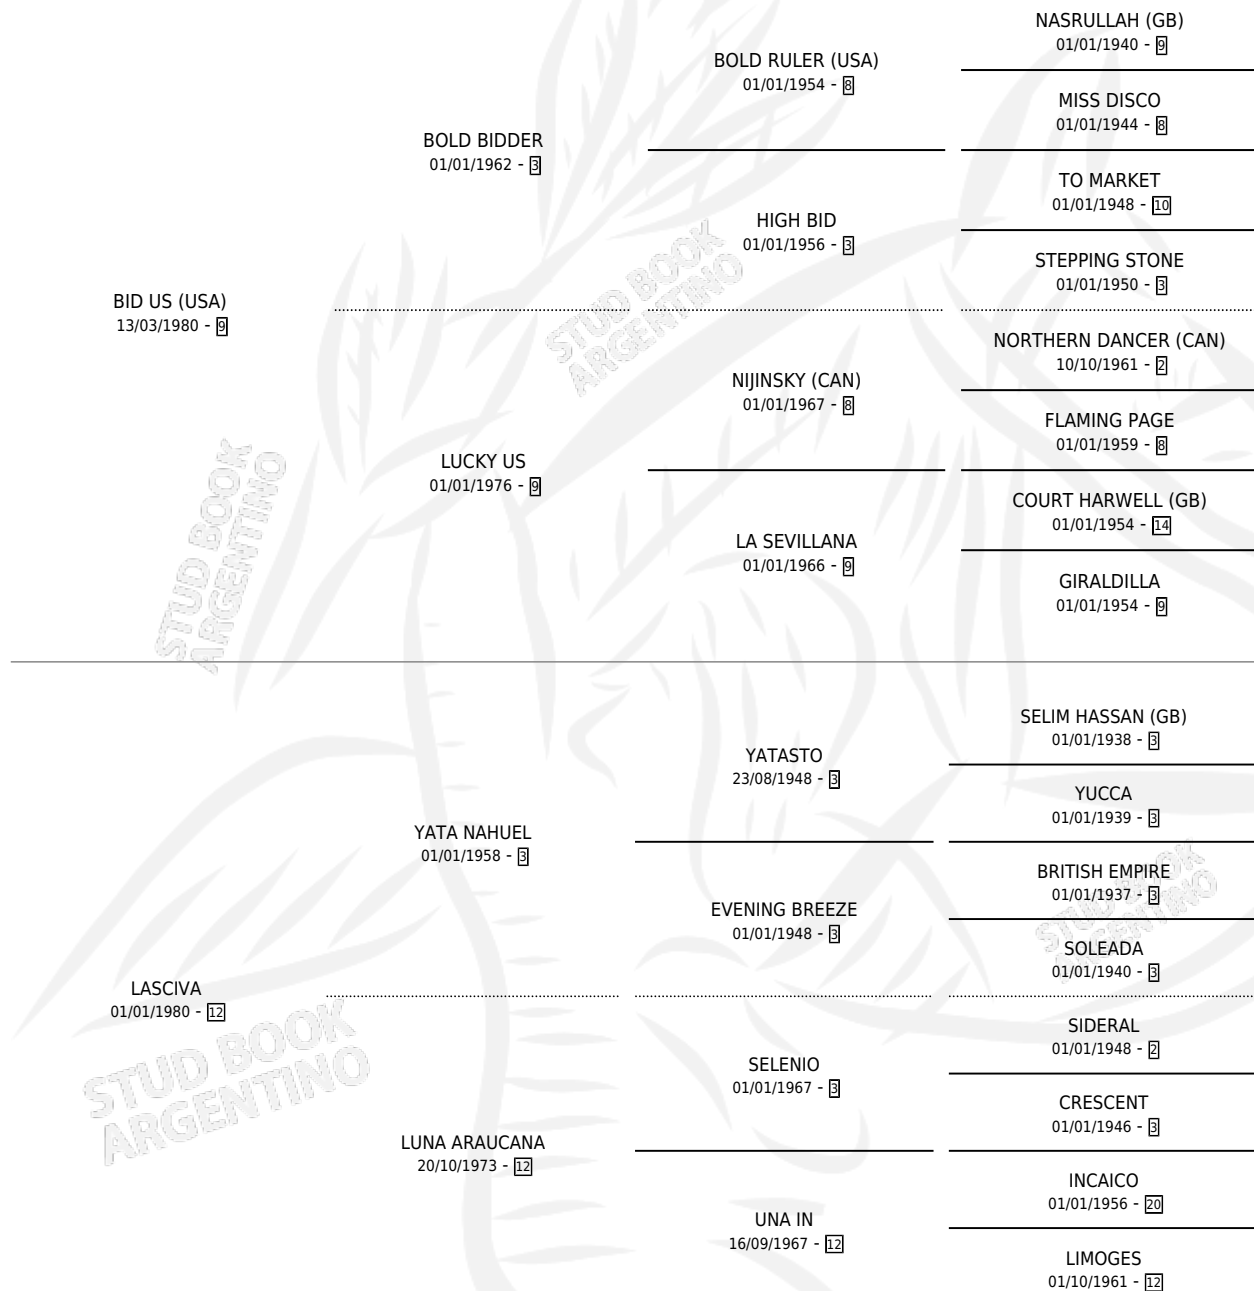 NASRULLAH (GB)
01/01/1940 - 9
BOLD RULER (USA)
01/01/1954 - 8
MISS DISCO
01/01/1944 - 8
BOLD BIDDER
01/01/1962 - 3
TO MARKET
01/01/1948 - 10
HIGH BID
01/01/1956 - 3
STEPPING STONE
01/01/1950 - 3
BID US (USA)
13/03/1980 - 9
NORTHERN DANCER (CAN)
10/10/1961 - 2
NIJINSKY (CAN)
01/01/1967 - 8
FLAMING PAGE
01/01/1959 - 8
LUCKY US
01/01/1976 - 9
COURT HARWELL (GB)
01/01/1954 - 14
LA SEVILLANA
01/01/1966 - 9
GIRALDILLA
01/01/1954 - 9
SELIM HASSAN (GB)
01/01/1938 - 3
YATASTO
23/08/1948 - 3
YUCCA
01/01/1939 - 3
YATA NAHUEL
01/01/1958 - 3
BRITISH EMPIRE
01/01/1937 - 3
EVENING BREEZE
01/01/1948 - 3
SOLEADA
01/01/1940 - 3
LASCIVA
01/01/1980 - 12
SIDERAL
01/01/1948 - 2
SELENIO
01/01/1967 - 3
CRESCENT
01/01/1946 - 3
LUNA ARAUCANA
20/10/1973 - 12
INCAICO
01/01/1956 - 20
UNA IN
16/09/1967 - 12
LIMOGES
01/10/1961 - 12
STUD BOOK
ARGENTINO
STUD BOOK
ARGENTINO
STUD BOOK
ARGENTINO
STUD BOOK
ARGENTINO